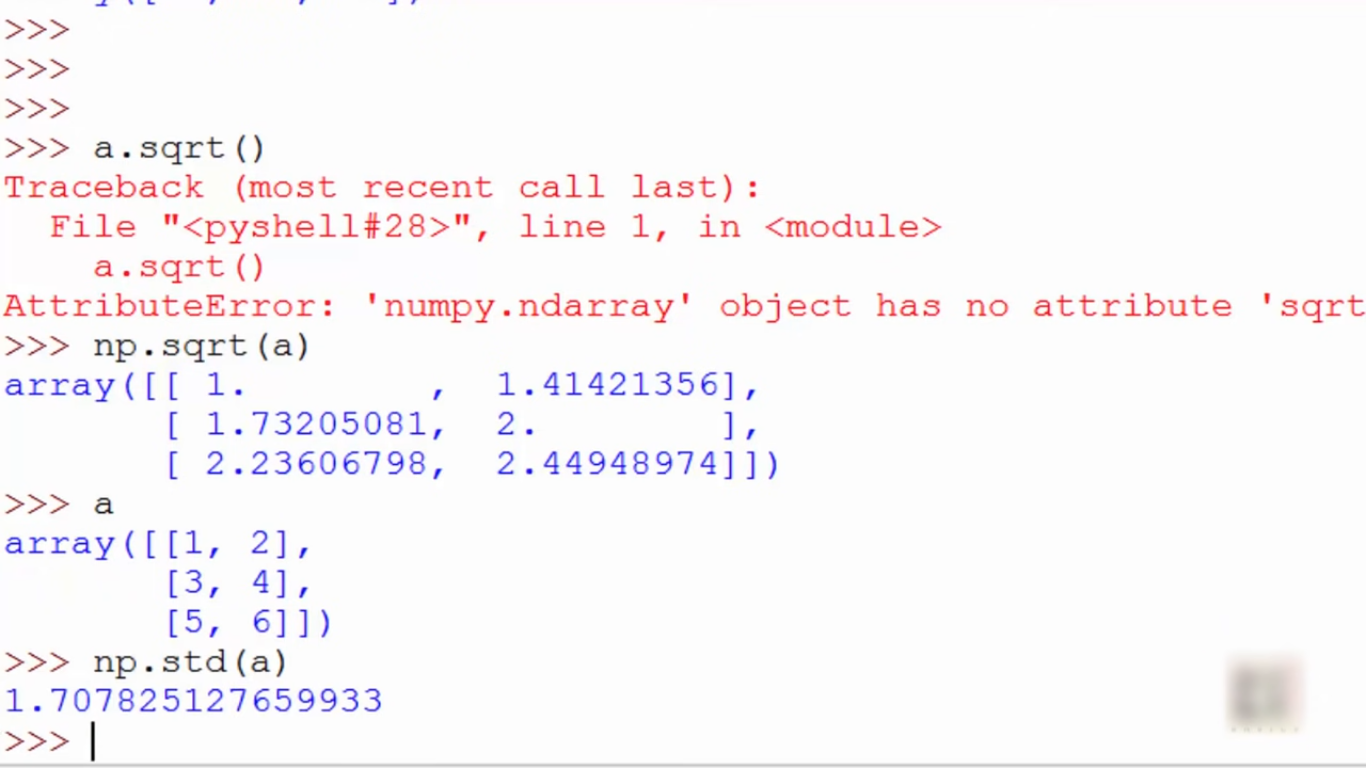 >>>
>>>
>>>
>>> a.sqrt()
Traceback (most recent call last):
  File "<pyshell#28>", line 1, in <module>
    a.sqrt()
AttributeError: 'numpy.ndarray' object has no attribute 'sqrt
>>> np.sqrt(a)
array([[ 1.        ,  1.41421356],
       [ 1.73205081,  2.        ],
       [ 2.23606798,  2.44948974]])
>>> a
array([[1, 2],
       [3, 4],
       [5, 6]])
>>> np.std(a)
1.707825127659933
>>>